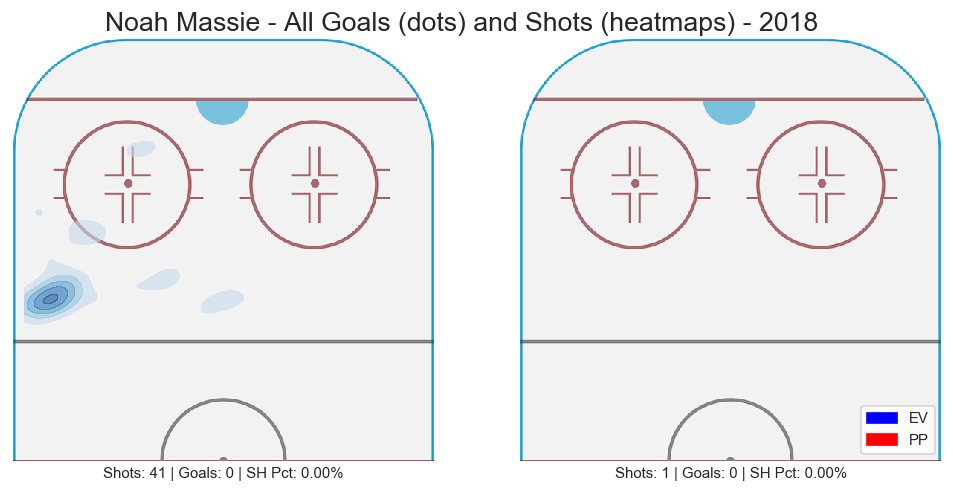 Noah Massie - All Goals (dots) and Shots (heatmaps) - 2018
EV
PP
Shots: 41 | Goals: 0 | SH Pct: 0.00%
Shots: 1 | Goals: 0 | SH Pct: 0.00%